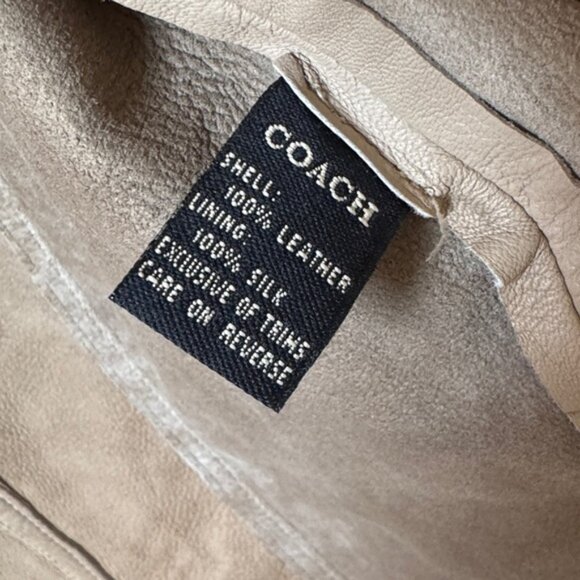 COACH
SHELL:
100% LEATHER
LINING:
100% SILK
EXCLUSIVE OF TRIMS
CARE ON REVERSE